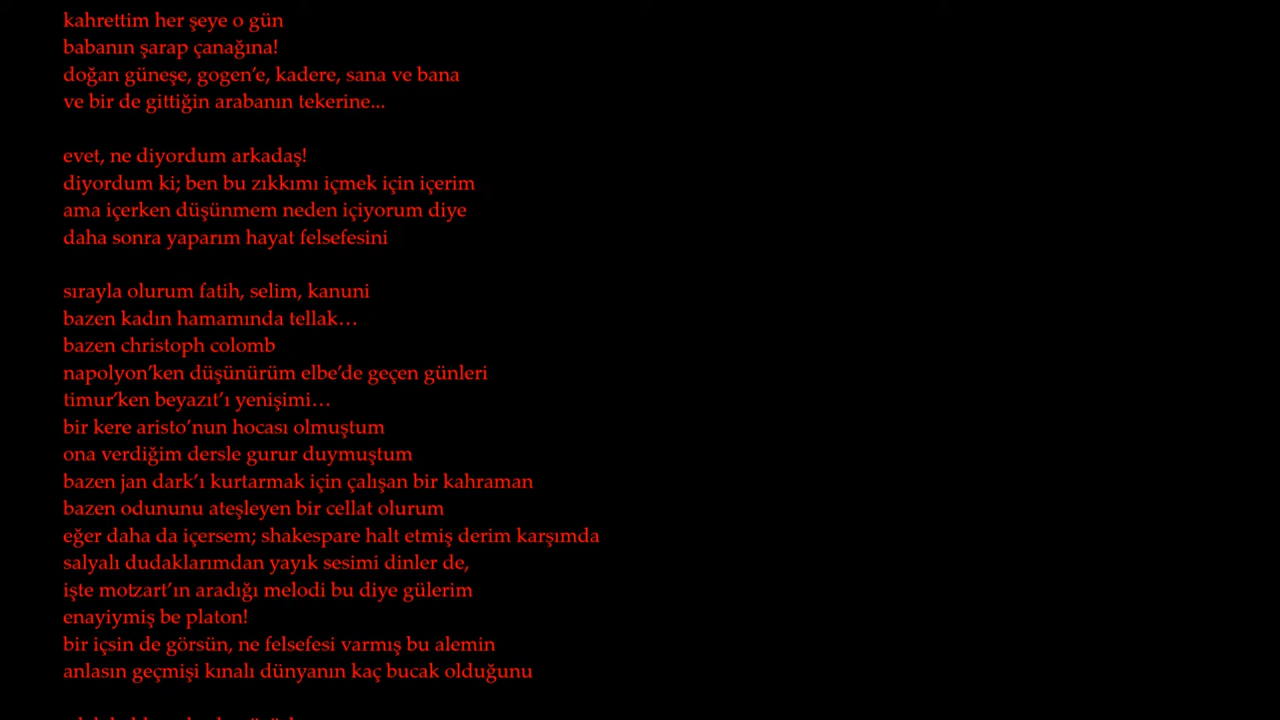 kahrettim her şeye o gün
babanın şarap çanağına!
doğan güneşe, gogen’e, kadere, sana ve bana
ve bir de gittiğin arabanın tekerine...
evet, ne diyordum arkadaş!
diyordum ki; ben bu zıkkımı içmek için içerim
ama içerken düşünmem neden içiyorum diye
daha sonra yaparım hayat felsefesini
sırayla olurum fatih, selim, kanuni
bazen kadın hamamında tellak…
bazen christoph colomb
napolyon’ken düşünürüm elbe’de geçen günleri
timur’ken beyazıt’ı yenişimi…
bir kere aristo’nun hocası olmuştum
ona verdiğim dersle gurur duymuştum
bazen jan dark’ı kurtarmak için çalışan bir kahraman
bazen odununu ateşleyen bir cellat olurum
eğer daha da içersem; shakespare halt etmiş derim karşımda
salyalı dudaklarımdan yayık sesimi dinler de,
işte motzart’ın aradığı melodi bu diye gülerim
enayiymiş be platon!
bir içsin de görsün, ne felsefesi varmış bu alemin
anlasın geçmişi kınalı dünyanın kaç bucak olduğunu